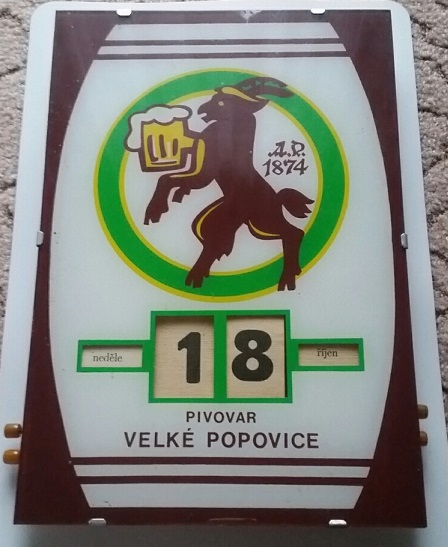 A.D.
1874
neděle
18
říjen
PIVOVAR
VELKÉ POPOVICE